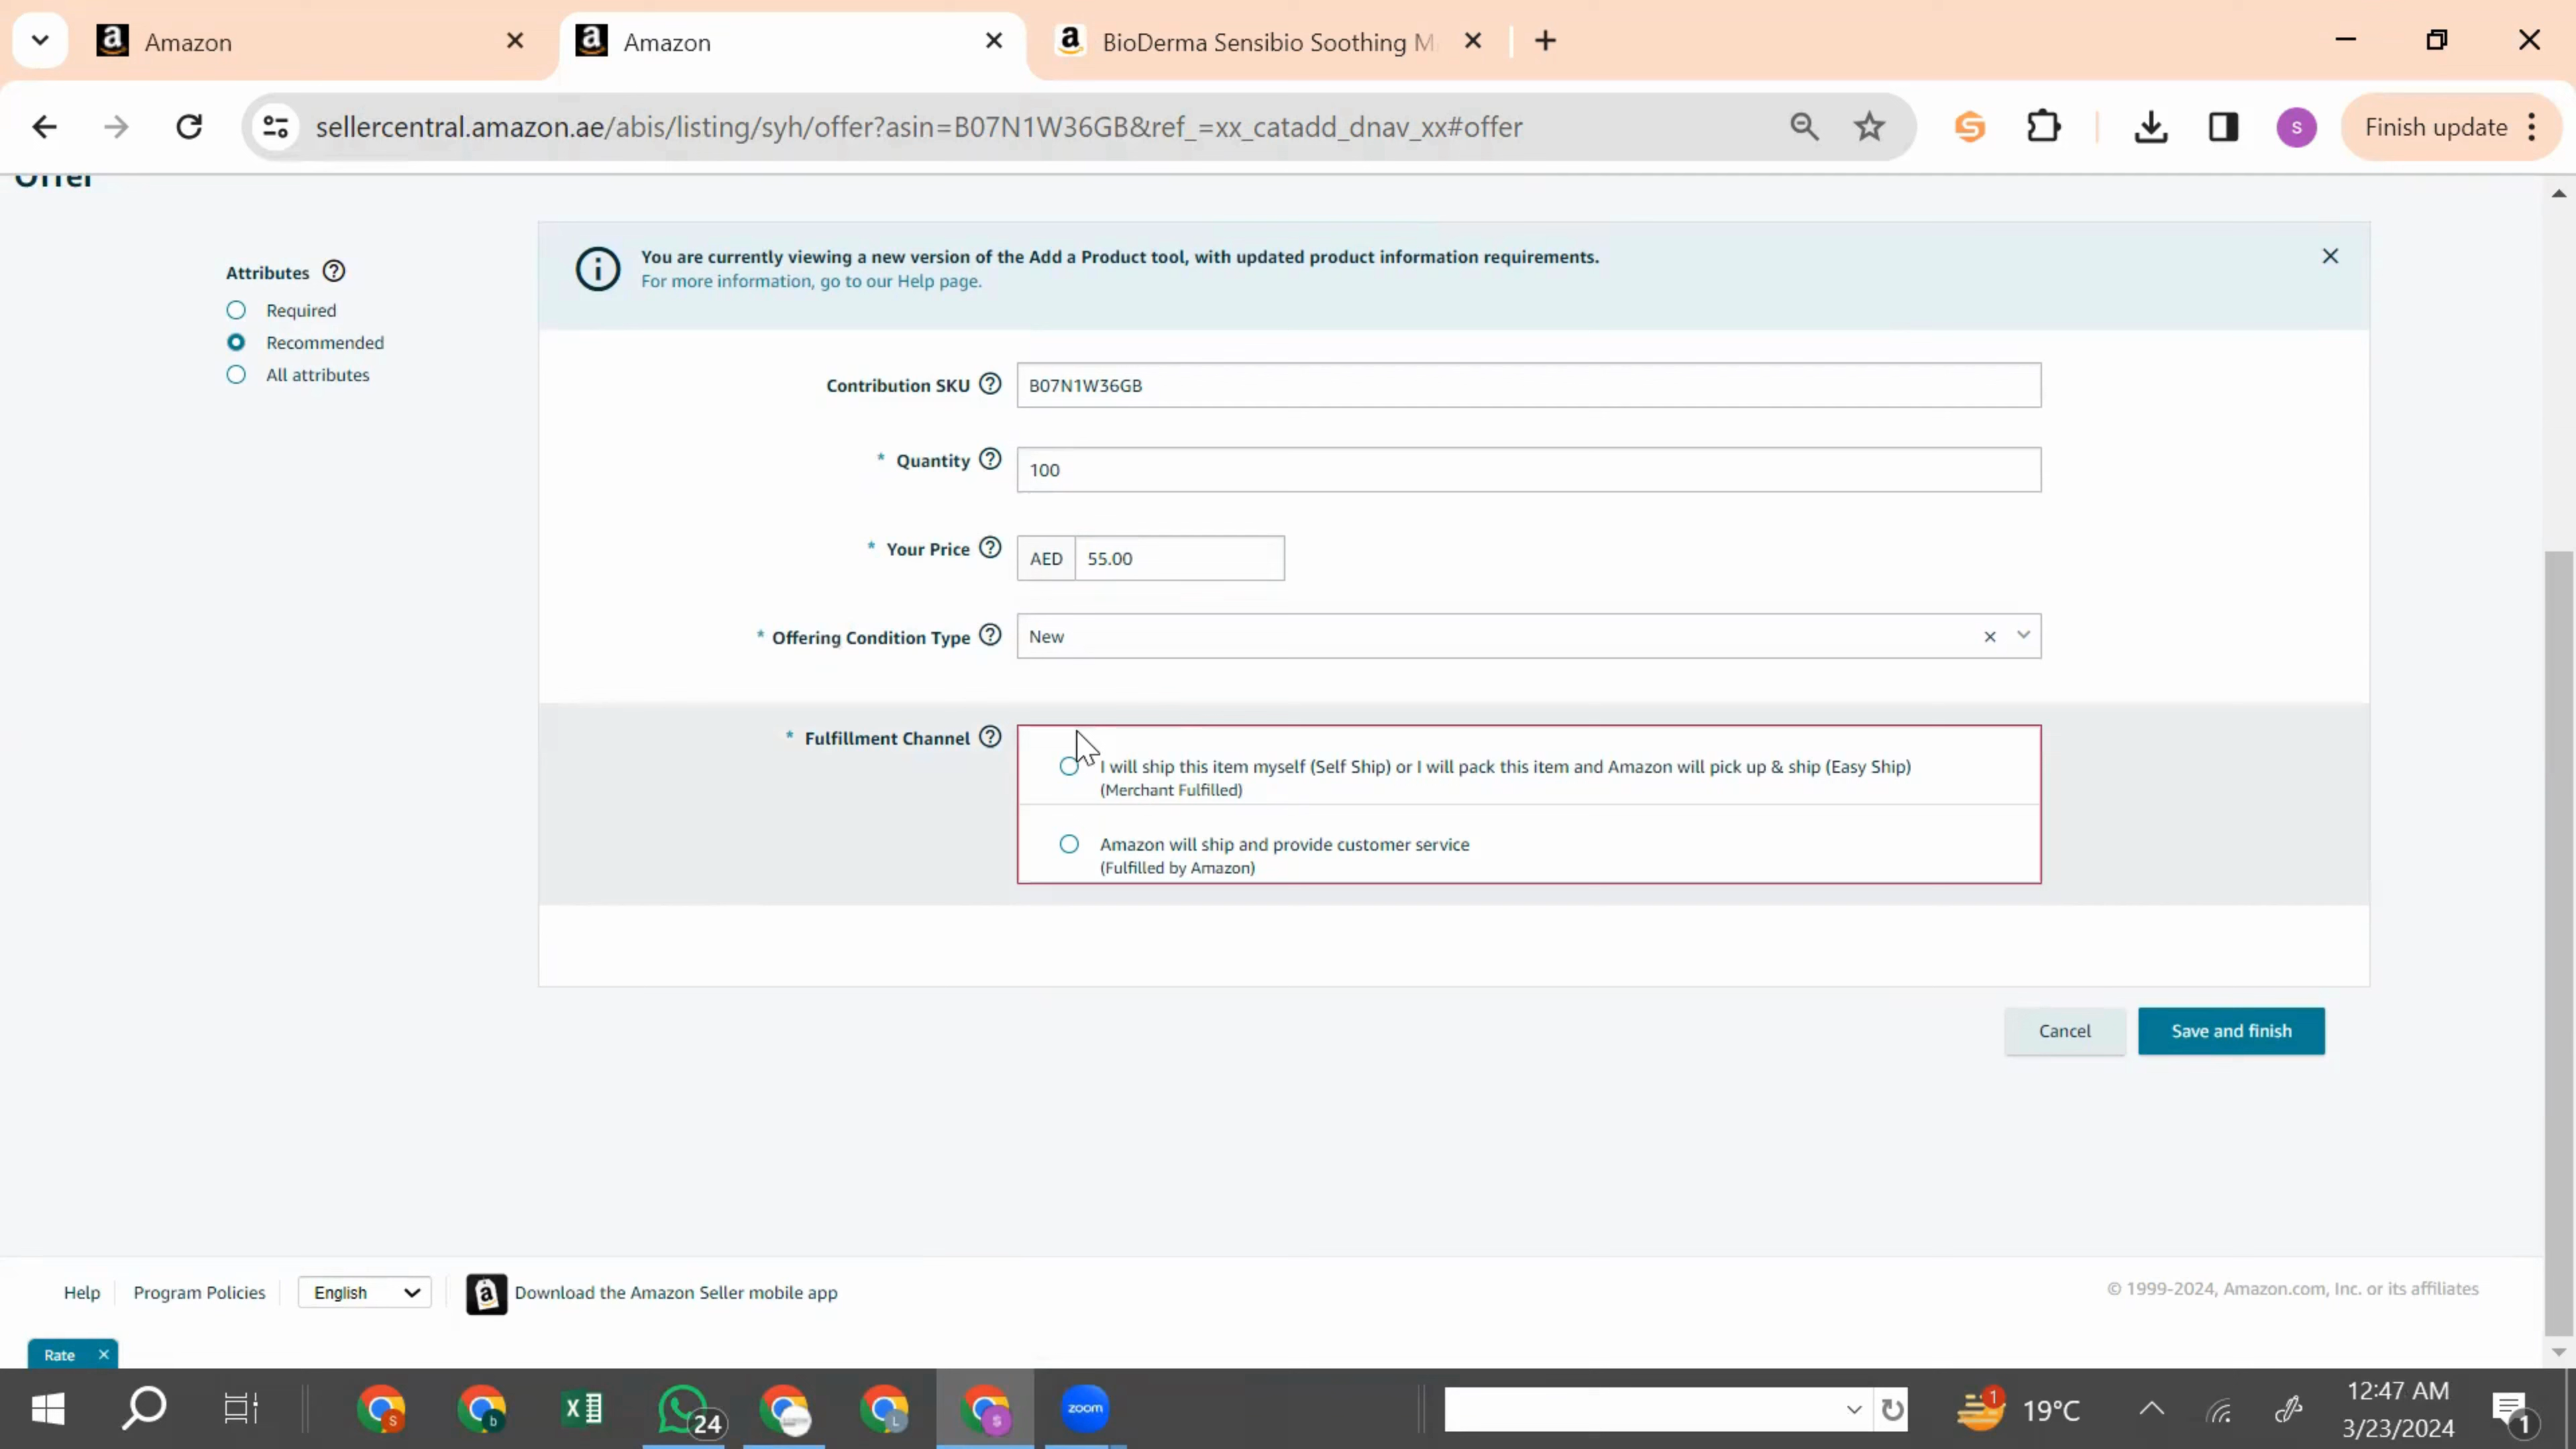 Amazon
Amazon
BioDerma Sensibio Soothing M
sellercentral.amazon.ae/abis/listing/syh/offer?asin=B07N1W36GB&ref_=xx_catadd_dnav_xx#offer
S
Finish update
Offer
Attributes
Required
Recommended
All attributes
You are currently viewing a new version of the Add a Product tool, with updated product information requirements.
For more information, go to our Help page.
Contribution SKU
B07N1W36GB
* Quantity
100
* Your Price
AED 55.00
* Offering Condition Type
New
* Fulfillment Channel
I will ship this item myself (Self Ship) or I will pack this item and Amazon will pick up & ship (Easy Ship)
(Merchant Fulfilled)
Amazon will ship and provide customer service
(Fulfilled by Amazon)
Cancel
Save and finish
Help
Program Policies
English
Download the Amazon Seller mobile app
© 1999-2024, Amazon.com, Inc. or its affiliates
Rate
S
b
24
L
S
zoom
1
19°C
12:47 AM
3/23/2024
1